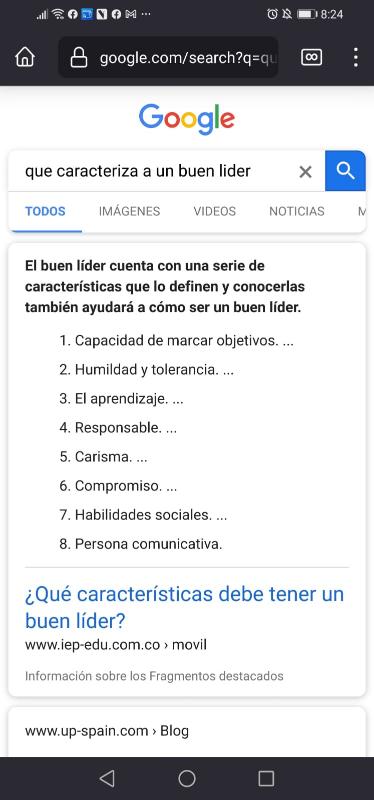 8:24
google.com/search?q=qu
Google
que caracteriza a un buen lider
TODOS IMÁGENES VIDEOS NOTICIAS M
El buen líder cuenta con una serie de
características que lo definen y conocerlas
también ayudará a cómo ser un buen líder.
1. Capacidad de marcar objetivos. ...
2. Humildad y tolerancia. ...
3. El aprendizaje. ...
4. Responsable. ...
5. Carisma. ...
6. Compromiso. ...
7. Habilidades sociales. ...
8. Persona comunicativa.
¿Qué características debe tener un
buen líder?
www.iep-edu.com.co › movil
Información sobre los Fragmentos destacados
www.up-spain.com › Blog